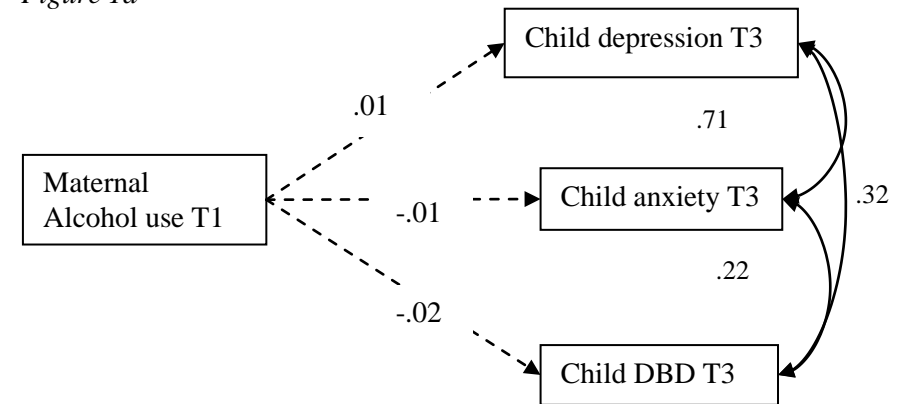 Figure 1a
Child depression T3
.01
.71
Maternal
Alcohol use T1
Child anxiety T3
-.01
.32
.22
-.02
Child DBD T3